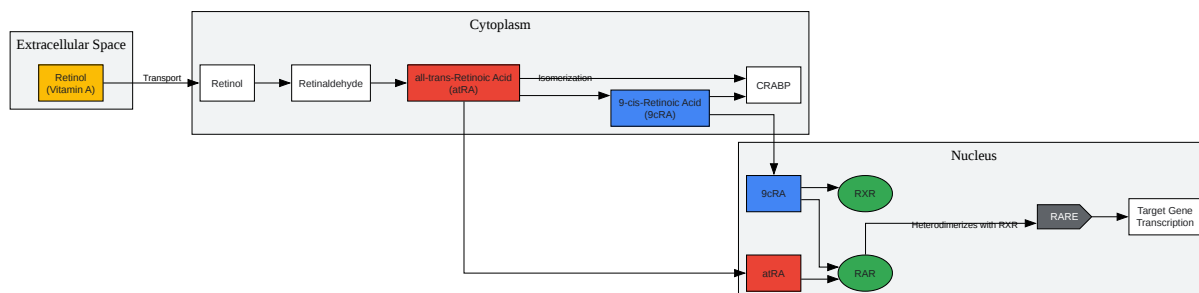 Cytoplasm
Extracellular Space
Retinol
(Vitamin A)
Transport
Retinol
Retinaldehyde
all-trans-Retinoic Acid
(atRA)
Isomerization
9-cis-Retinoic Acid
(9cRA)
CRABP
Nucleus
9cRA
RXR
Heterodimerizes with RXR
RARE
Target Gene
Transcription
atRA
RAR